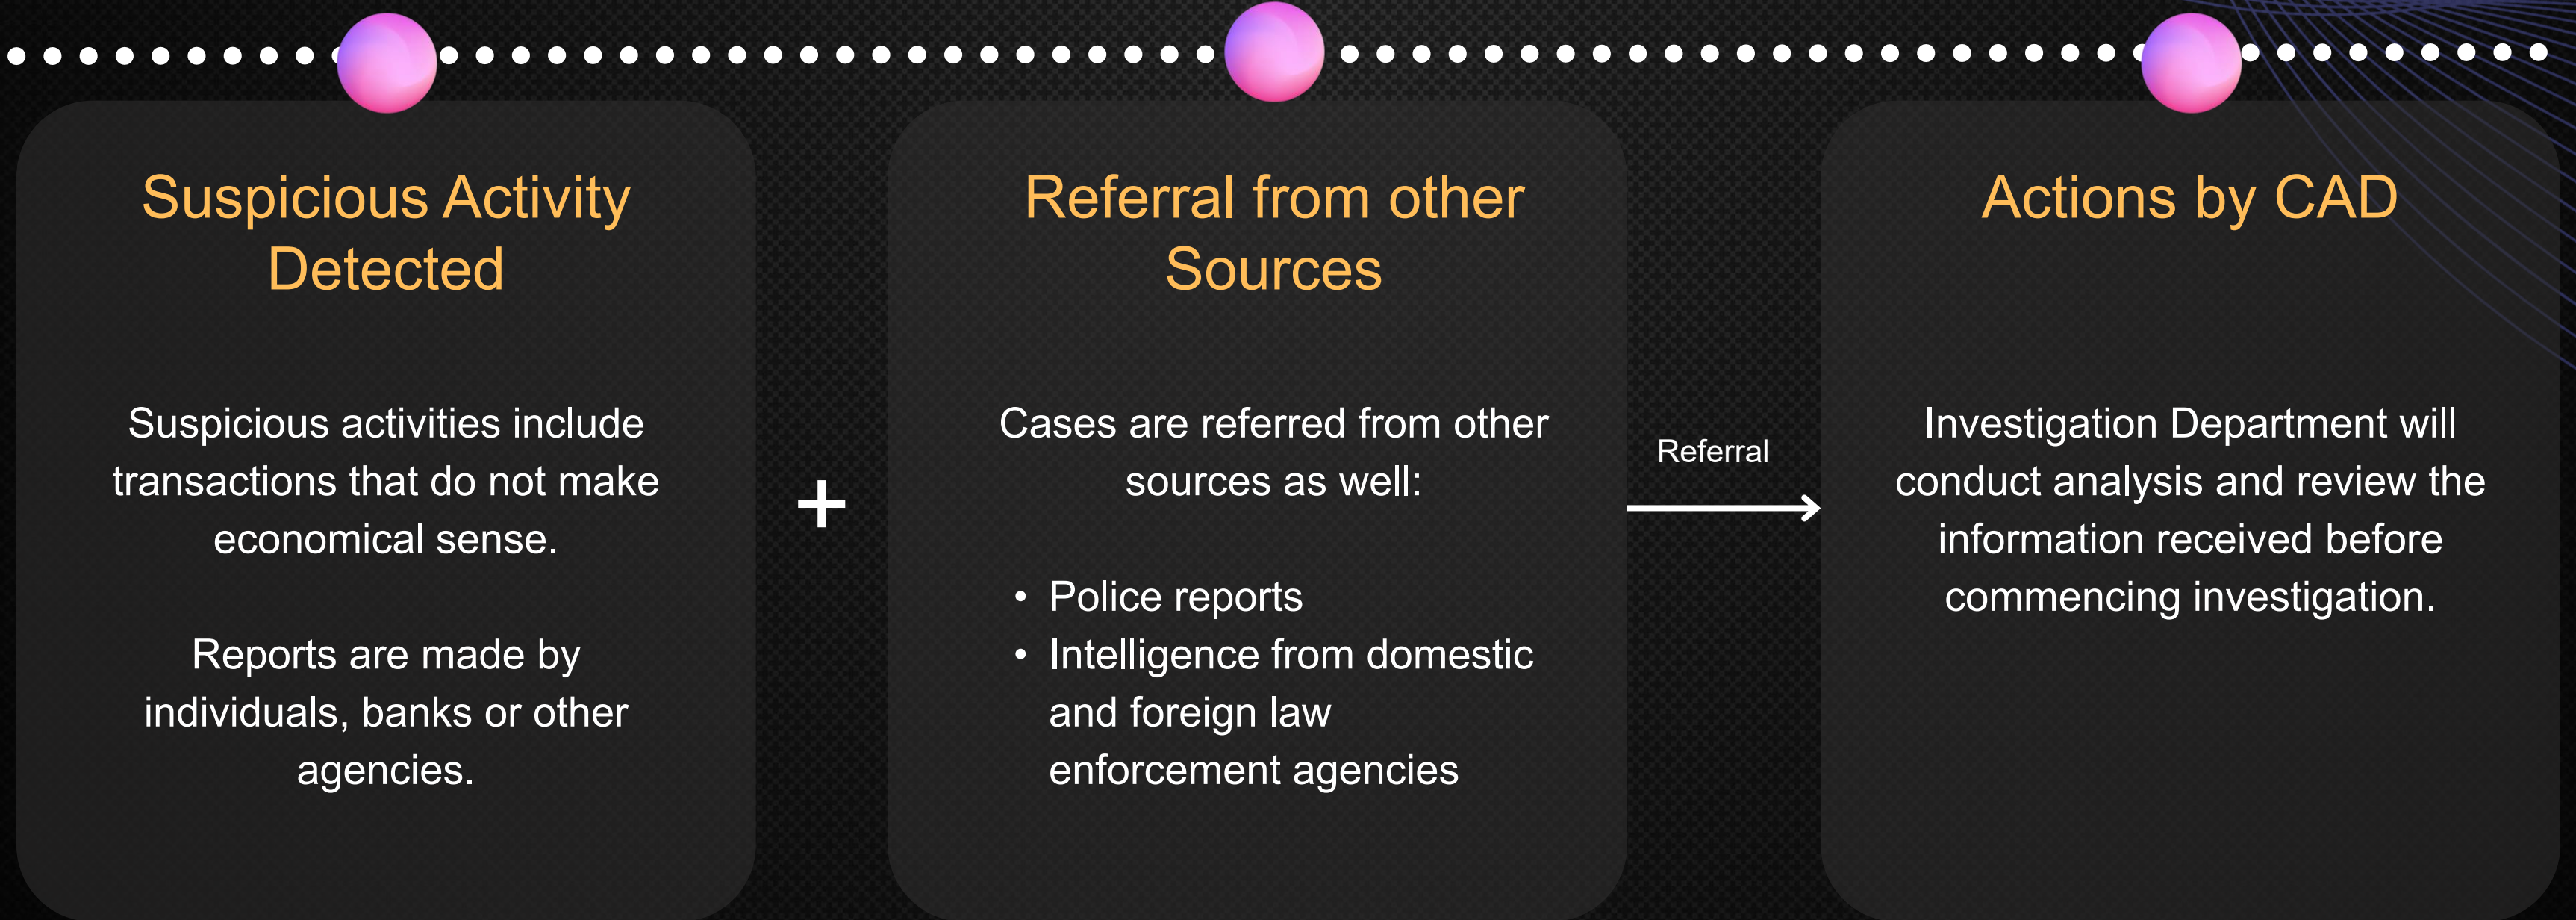 Suspicious Activity
Detected
Suspicious activities include
transactions that do not make
economical sense.
Reports are made by
individuals, banks or other
agencies.
+
Referral from other
Sources
Cases are referred from other
sources as well:
• Police reports
• Intelligence from domestic
and foreign law
enforcement agencies
Referral
Actions by CAD
Investigation Department will
conduct analysis and review the
information received before
commencing investigation.